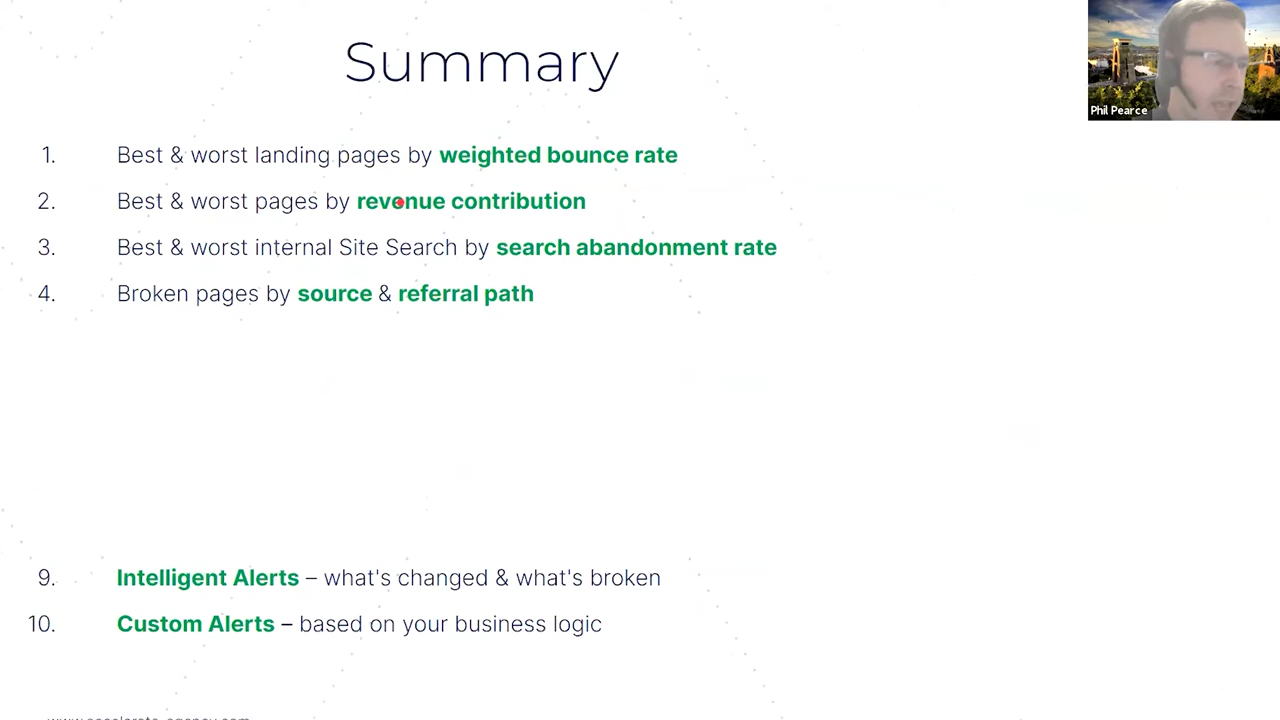 Summary
Phil Pearce
1. Best & worst landing pages by weighted bounce rate
2. Best & worst pages by revenue contribution
3. Best & worst internal Site Search by search abandonment rate
4. Broken pages by source & referral path
9. Intelligent Alerts – what's changed & what's broken
10. Custom Alerts – based on your business logic